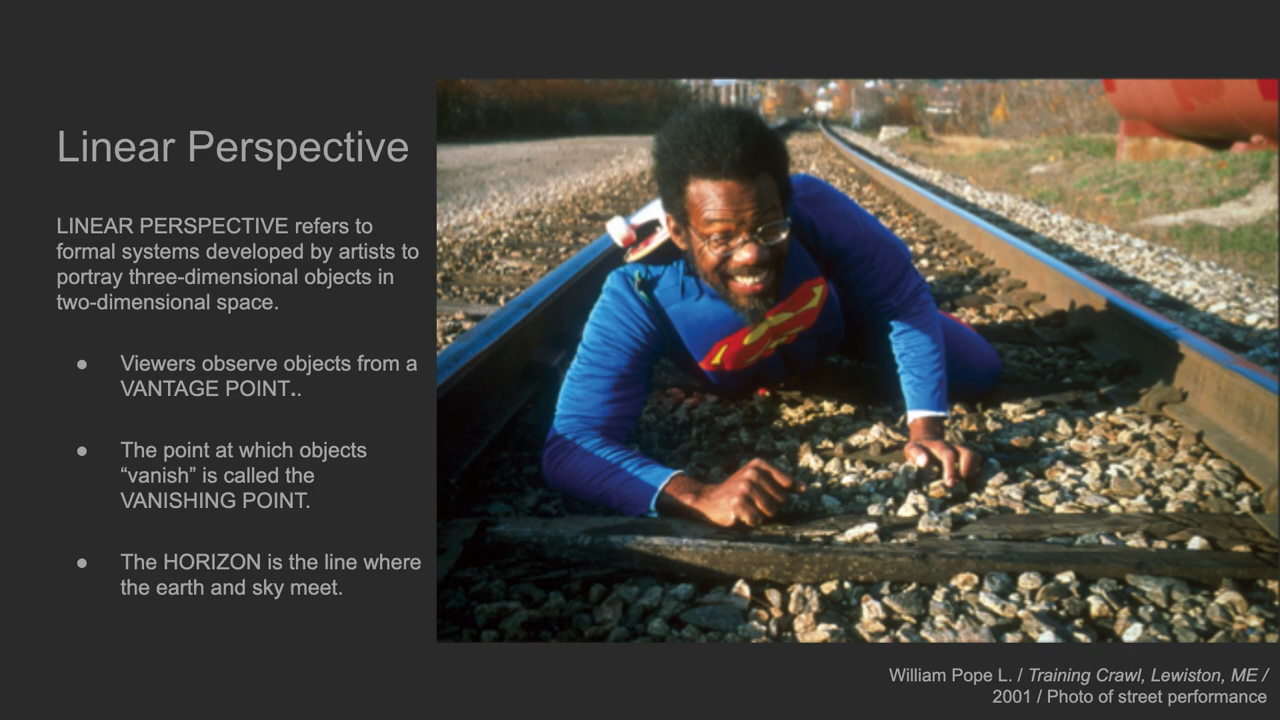 Linear Perspective
LINEAR PERSPECTIVE refers to
formal systems developed by artists to
portray three-dimensional objects in
two-dimensional space.
● Viewers observe objects from a
VANTAGE POINT..
● The point at which objects
“vanish” is called the
VANISHING POINT.
● The HORIZON is the line where
the earth and sky meet.
William Pope L. / Training Crawl, Lewiston, ME /
2001 / Photo of street performance